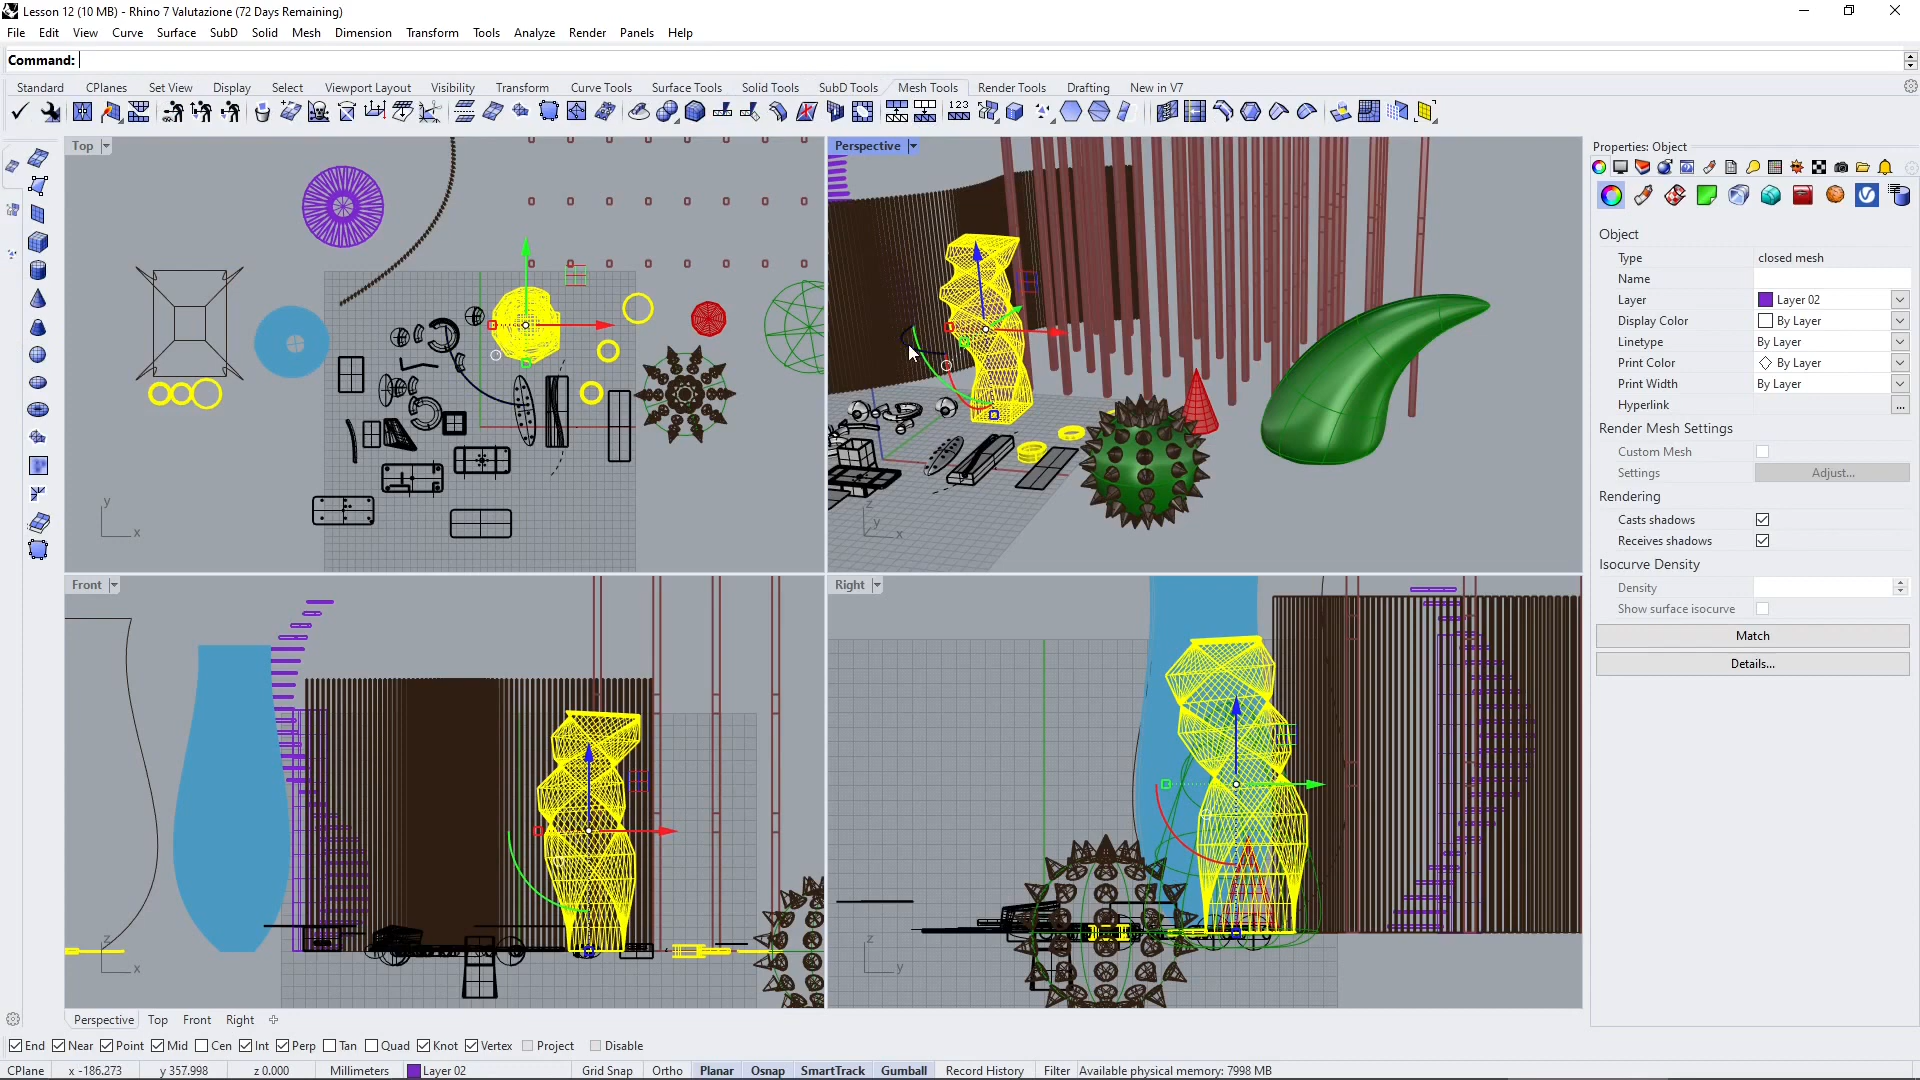 Lesson 12 (10 MB) - Rhino 7 Valutazione (72 Days Remaining)
File Edit View Curve Surface SubD Solid Mesh Dimension Transform Tools Analyze Render Panels Help
Command:
Standard CPlanes Set View Display Select Viewport Layout Visibility Transform Curve Tools Surface Tools Solid Tools SubD Tools Mesh Tools Render Tools Drafting New in V7
123
Top
Perspective
Properties: Object
Object
Type closed mesh
Name
Layer Layer 02
Display Color By Layer
Linetype By Layer
Print Color By Layer
Print Width By Layer
Hyperlink ...
Render Mesh Settings
Custom Mesh
Settings Adjust...
Rendering
Casts shadows
Receives shadows
Isocurve Density
Density
Show surface isocurve
Match
Details...
y
x
z
y
x
Front
Right
z
x
z
y
Perspective Top Front Right
End Near Point Mid Cen Int Perp Tan Quad Knot Vertex Project Disable
CPlane x -186.273 y 357.998 z 0.000 Millimeters Layer 02 Grid Snap Ortho Planar Osnap SmartTrack Gumball Record History Filter Available physical memory: 7998 MB